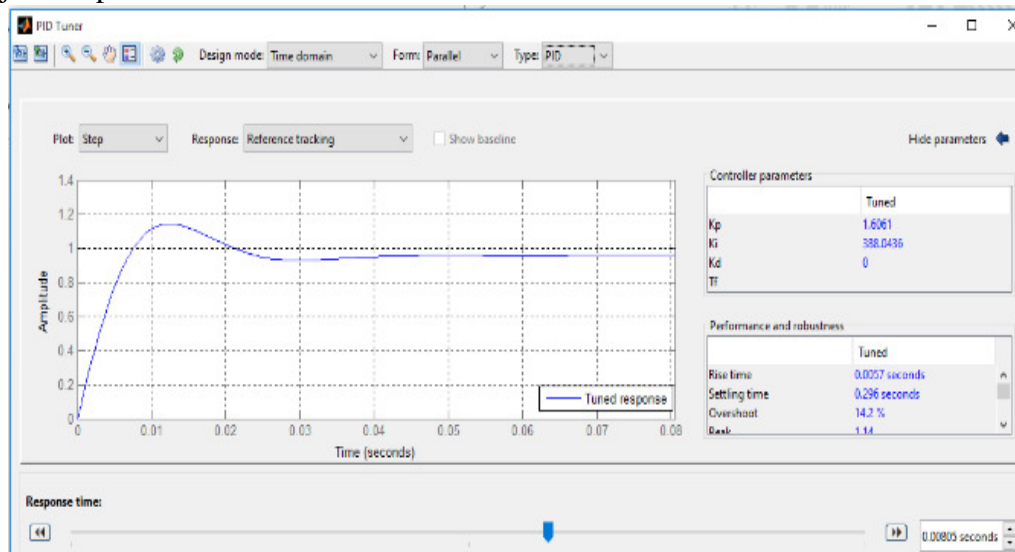 PID Tuner
Design mode: Time domain Form: Parallel Type: PID
Plot: Step Response: Reference tracking Show baseline Hide parameters
1.4
1.2
1
0.8
0.6
0.4
0.2
0
Amplitude
0 0.01 0.02 0.03 0.04 0.05 0.06 0.07 0.08
Time (seconds)
Tuned response
Controller parameters
Tuned
Kp 1.6061
Ki 388.0436
Kd 0
Tf
Performance and robustness
Tuned
Rise time 0.0057 seconds
Settling time 0.296 seconds
Overshoot 14.2 %
Peak 1.14
Response time:
0.00805 seconds